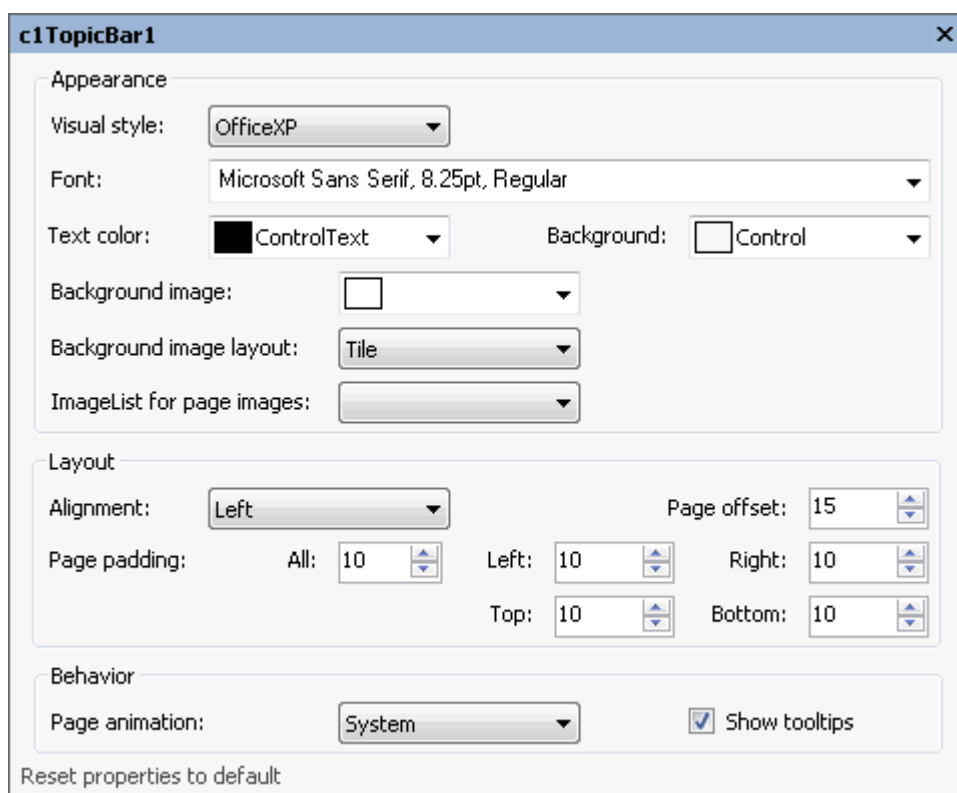 c1TopicBar1
Appearance
Visual style: OfficeXP
Font: Microsoft Sans Serif, 8.25pt, Regular
Text color: ControlText Background: Control
Background image:
Background image layout: Tile
ImageList for page images:
Layout
Alignment: Left Page offset: 15
Page padding: All: 10 Left: 10 Right: 10
Top: 10 Bottom: 10
Behavior
Page animation: System Show tooltips
Reset properties to default